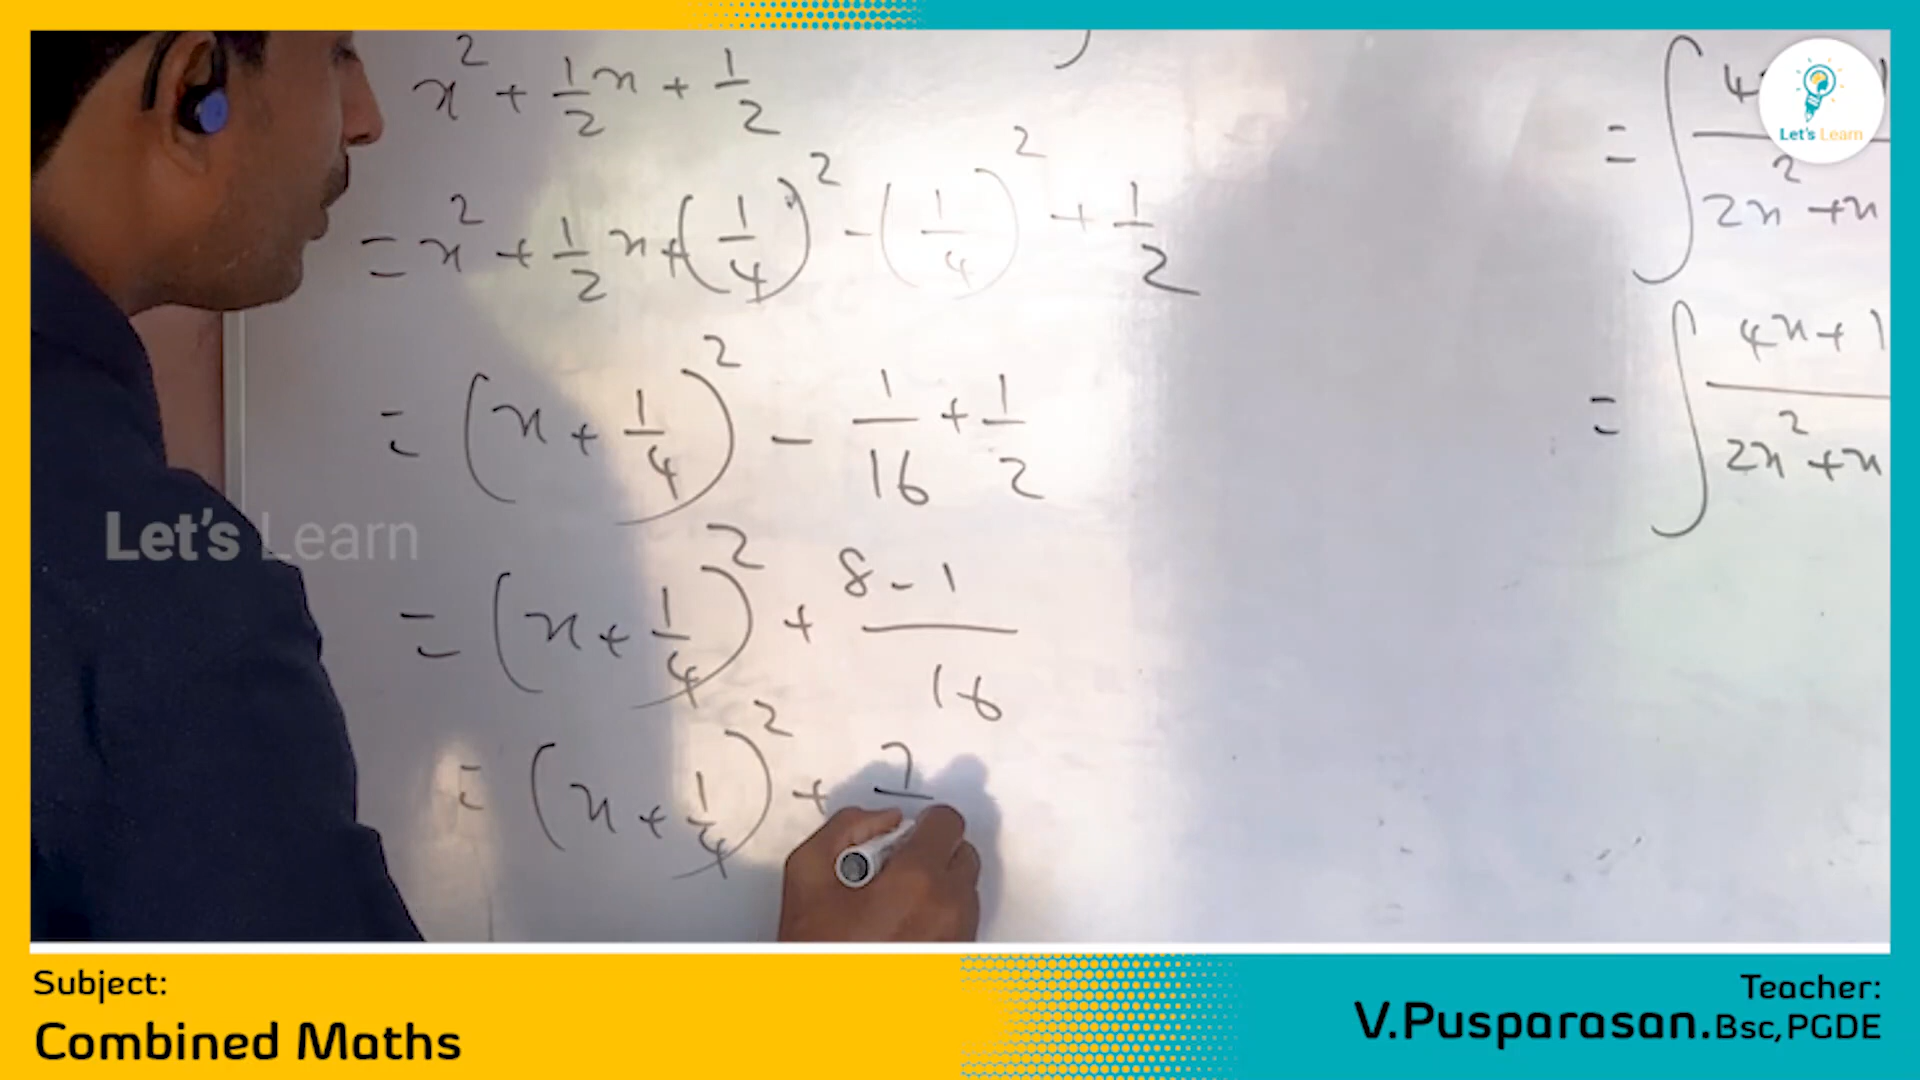 x² + 1/2 x + 1/2
= x² + 1/2 x + (1/4)² - (1/4)² + 1/2
= (x + 1/4)² - 1/16 + 1/2
= (x + 1/4)² + 8 - 1/16
= (x + 1/4)² + 7
= ∫ 4
2x² + x
= ∫ 4x + 1
2x² + x
Let's Learn
Let's Learn
Subject:
Combined Maths
Teacher:
V.Pusparasan.Bsc,PGDE